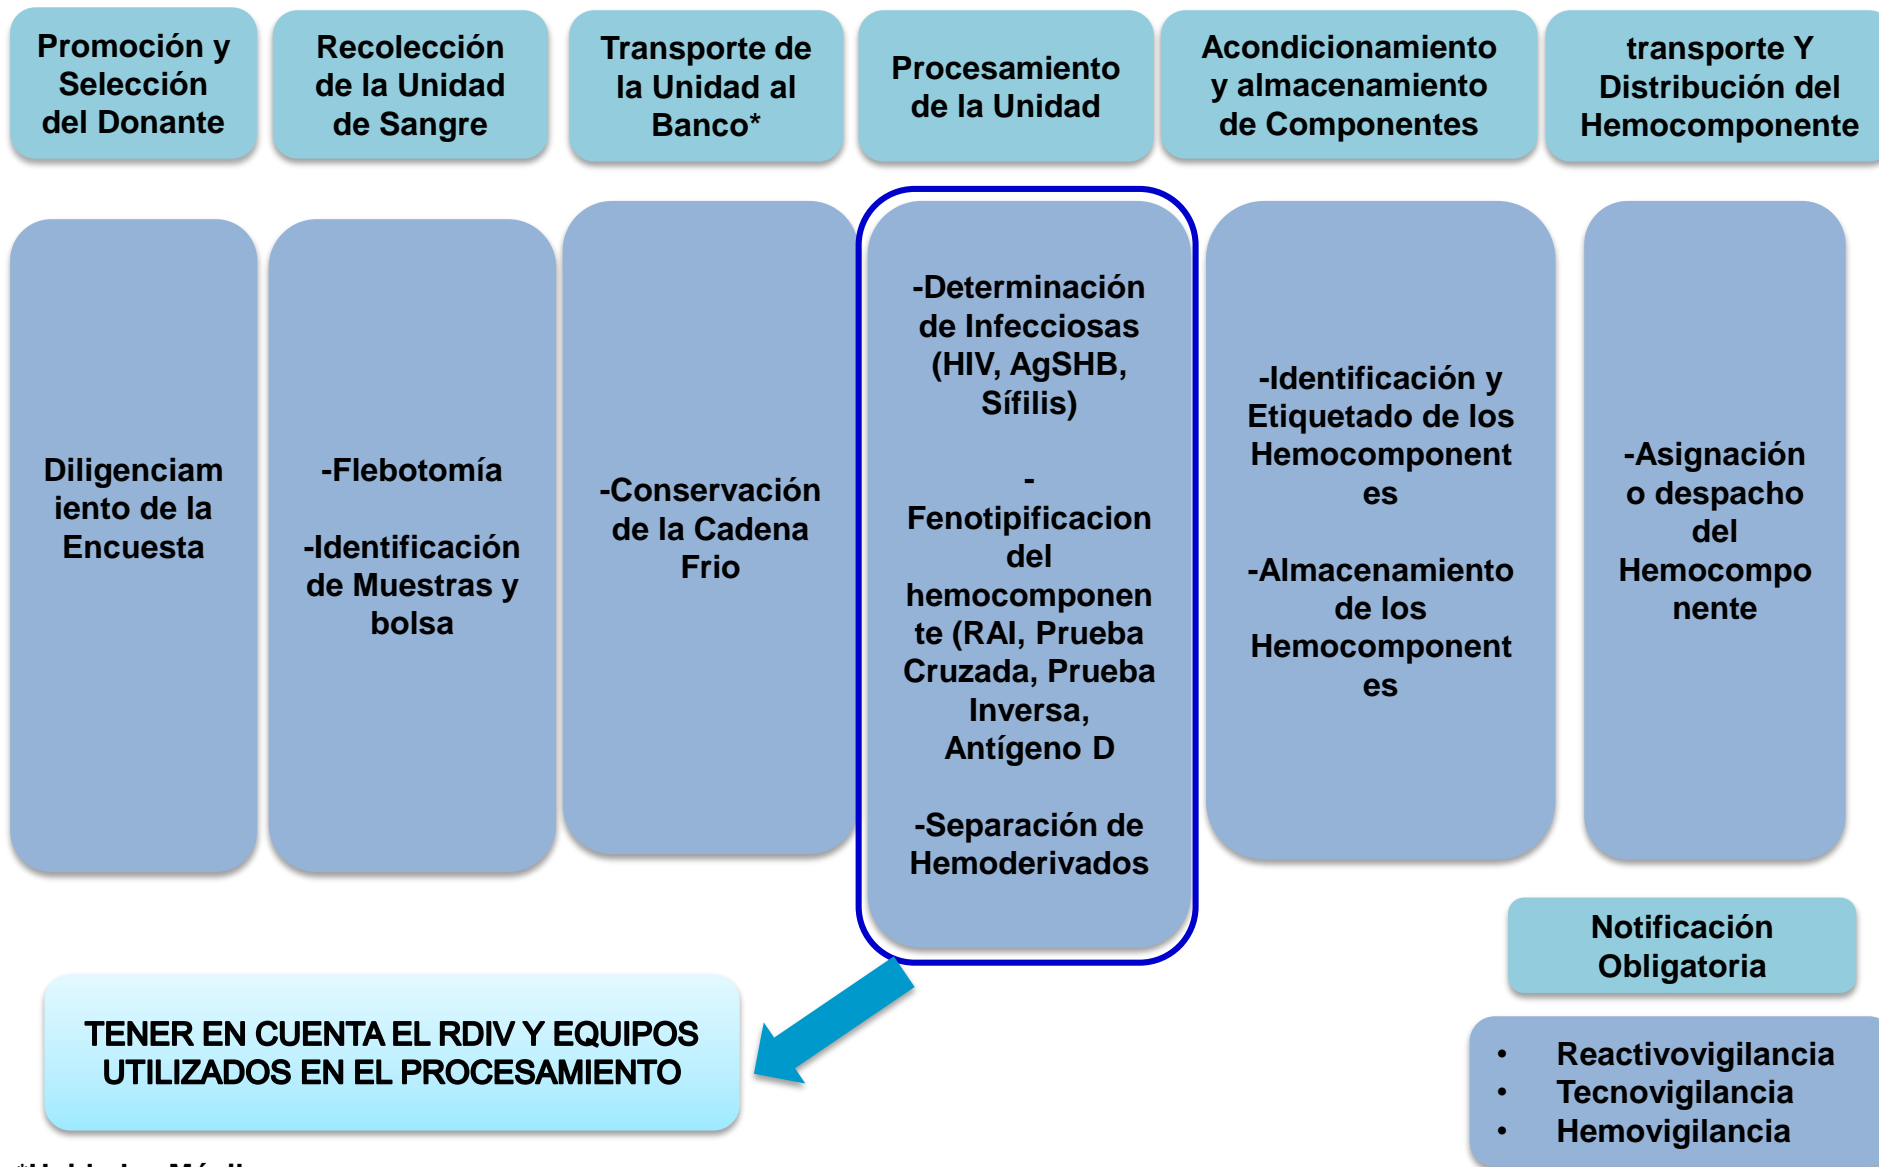 Promoción y
Selección
del Donante
Recolección
de la Unidad
de Sangre
Transporte de
la Unidad al
Banco*
Procesamiento
de la Unidad
Acondicionamiento
y almacenamiento
de Componentes
transporte Y
Distribución del
Hemocomponente
Diligenciam
iento de la
Encuesta
-Flebotomía
-Identificación
de Muestras y
bolsa
-Conservación
de la Cadena
Frio
-Determinación
de Infecciosas
(HIV, AgSHB,
Sífilis)
-
Fenotipificacion
del
hemocomponen
te (RAI, Prueba
Cruzada, Prueba
Inversa,
Antígeno D
-Separación de
Hemoderivados
-Identificación y
Etiquetado de los
Hemocomponent
es
-Almacenamiento
de los
Hemocomponent
es
-Asignación
o despacho
del
Hemocompo
nente
TENER EN CUENTA EL RDIV Y EQUIPOS
UTILIZADOS EN EL PROCESAMIENTO
Notificación
Obligatoria
• Reactivovigilancia
• Tecnovigilancia
• Hemovigilancia